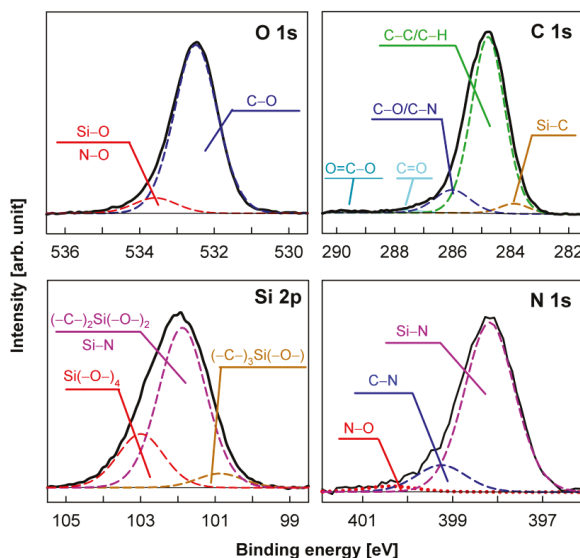 O 1s
C–O
Si–O
N–O
536 534 532 530
C 1s
C–C/C–H
C–O/C–N
Si–C
O=C–O
C=O
290 288 286 284 282
Intensity [arb. unit]
Si 2p
(–C–)₂Si(–O–)₂
Si–N
(–C–)₃Si(–O–)
Si(–O–)₄
105 103 101 99
N 1s
Si–N
C–N
N–O
401 399 397
Binding energy [eV]